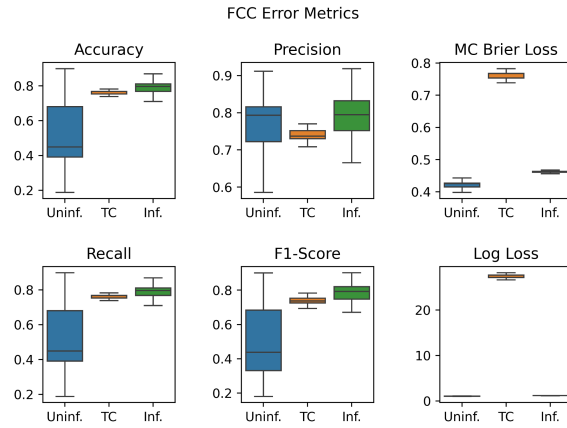 FCC Error Metrics
Accuracy
0.8
0.6
0.4
0.2
Uninf. TC Inf.
Precision
0.9
0.8
0.7
0.6
Uninf. TC Inf.
MC Brier Loss
0.8
0.7
0.6
0.5
0.4
Uninf. TC Inf.
Recall
0.8
0.6
0.4
0.2
Uninf. TC Inf.
F1-Score
0.8
0.6
0.4
0.2
Uninf. TC Inf.
Log Loss
20
10
0
Uninf. TC Inf.